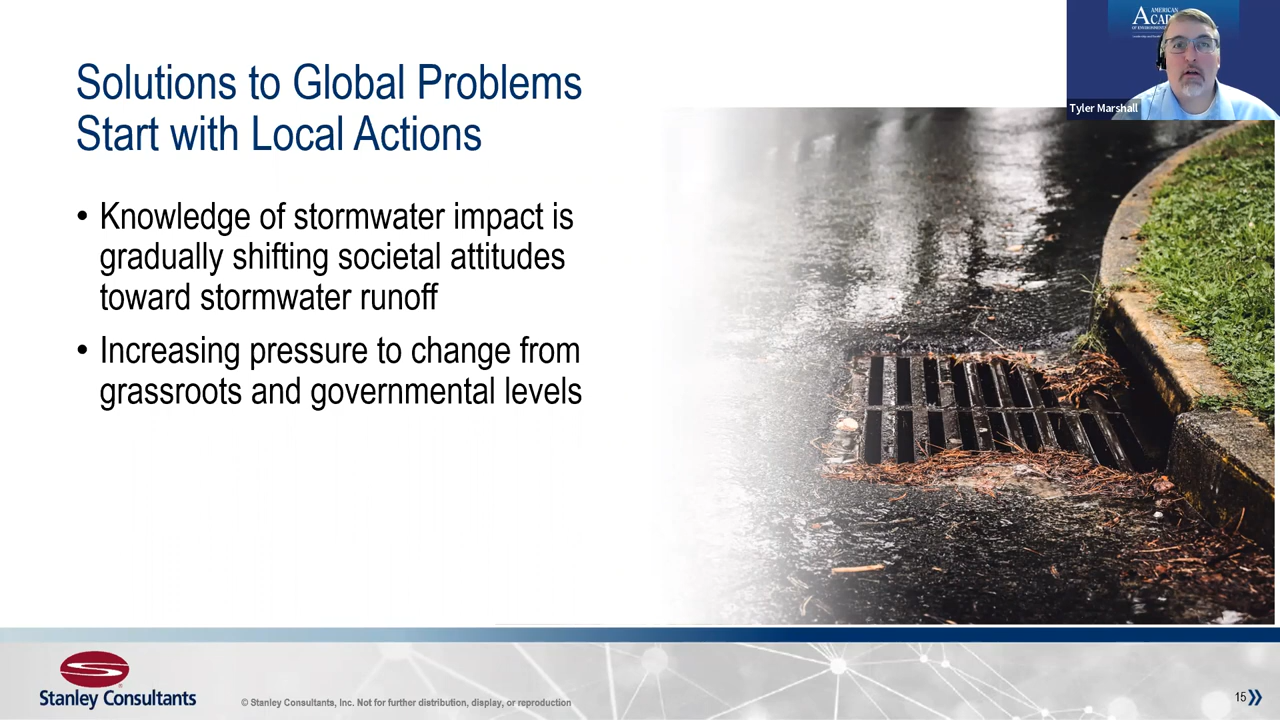 Solutions to Global Problems
Start with Local Actions
• Knowledge of stormwater impact is
gradually shifting societal attitudes
toward stormwater runoff
• Increasing pressure to change from
grassroots and governmental levels
AMERICAN
Tyler Marshall
Stanley Consultants
© Stanley Consultants, Inc. Not for further distribution, display, or reproduction
15